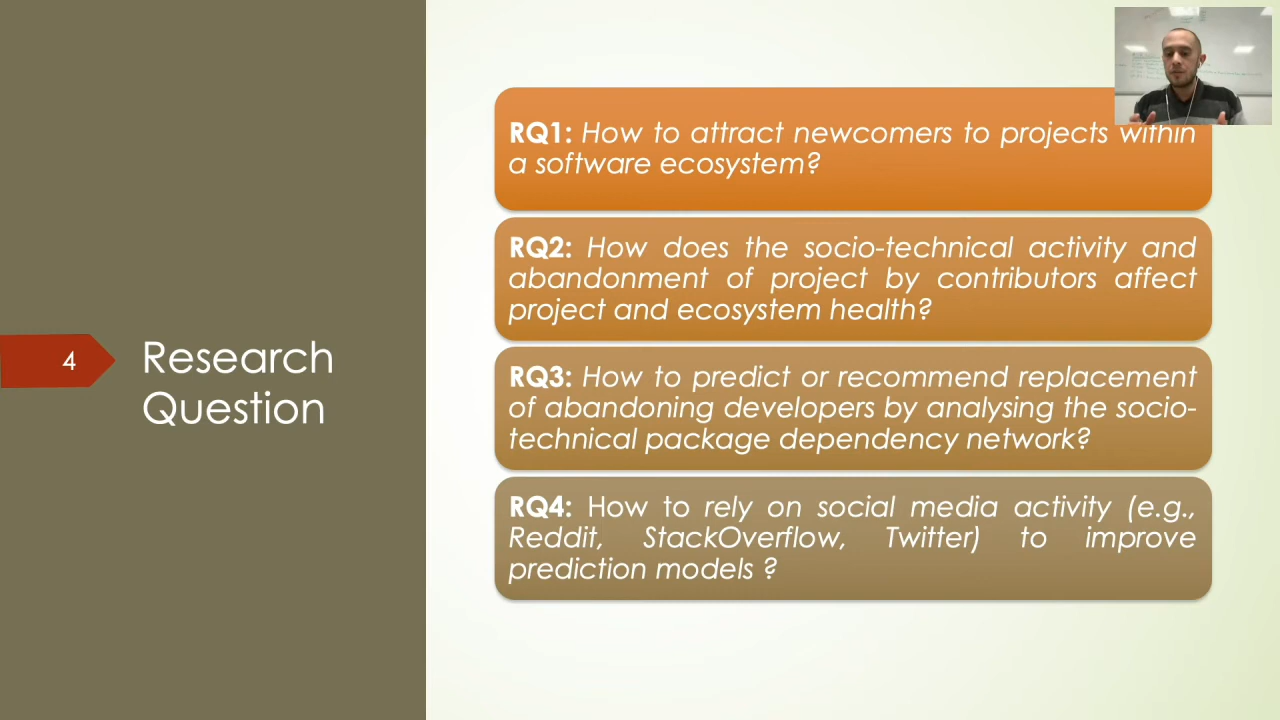 4
Research
Question
RQ1: How to attract newcomers to projects within
a software ecosystem?
RQ2: How does the socio-technical activity and
abandonment of project by contributors affect
project and ecosystem health?
RQ3: How to predict or recommend replacement
of abandoning developers by analysing the socio-
technical package dependency network?
RQ4: How to rely on social media activity (e.g.,
Reddit, StackOverflow, Twitter) to improve
prediction models ?